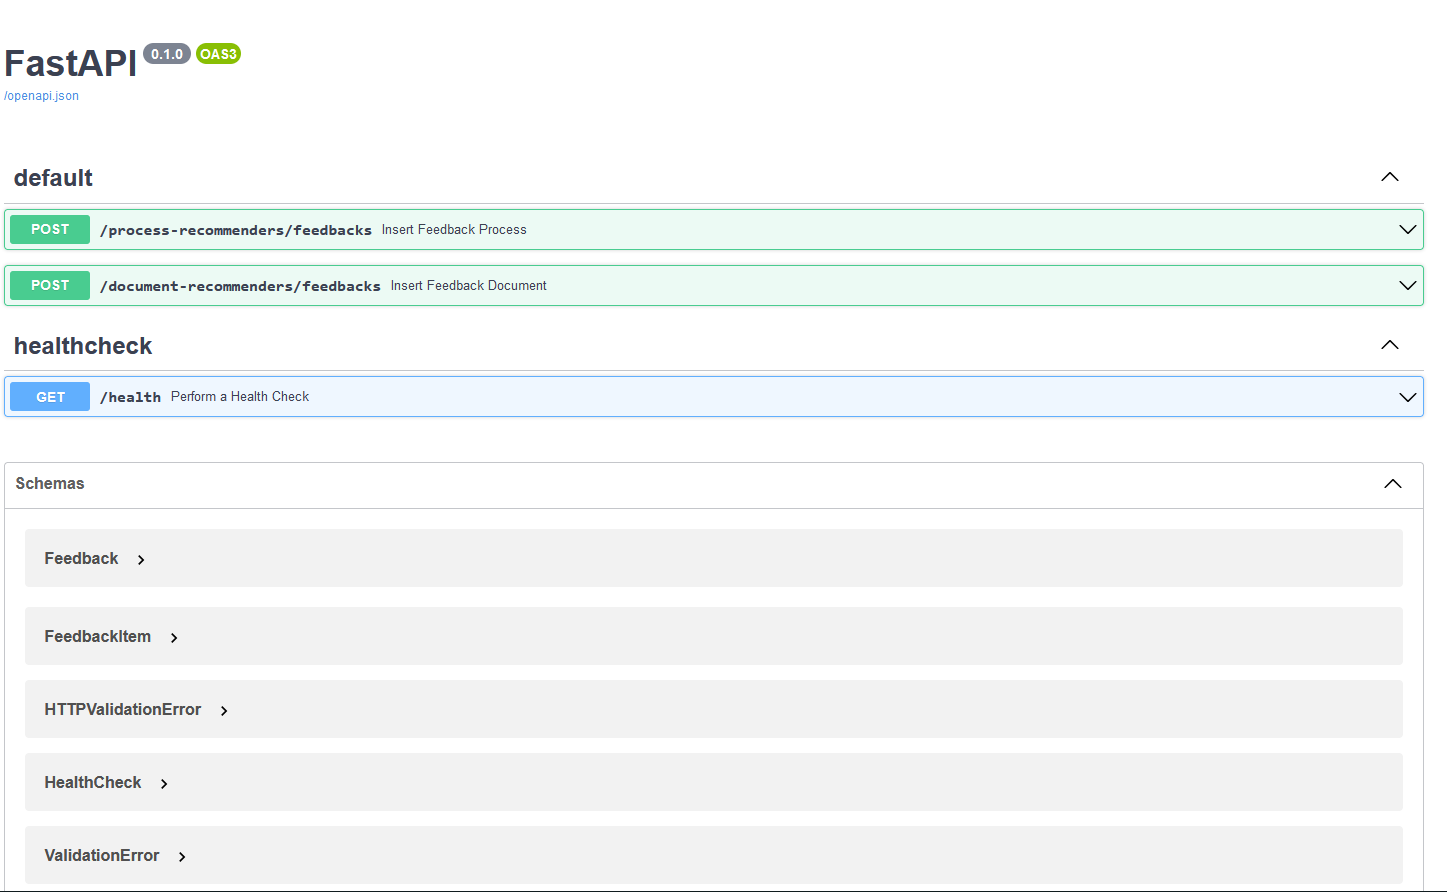 FastAPI 0.1.0 OAS3
/openapi.json
default
POST /process-recommenders/feedbacks Insert Feedback Process
POST /document-recommenders/feedbacks Insert Feedback Document
healthcheck
GET /health Perform a Health Check
Schemas
Feedback
FeedbackItem
HTTPValidationError
HealthCheck
ValidationError